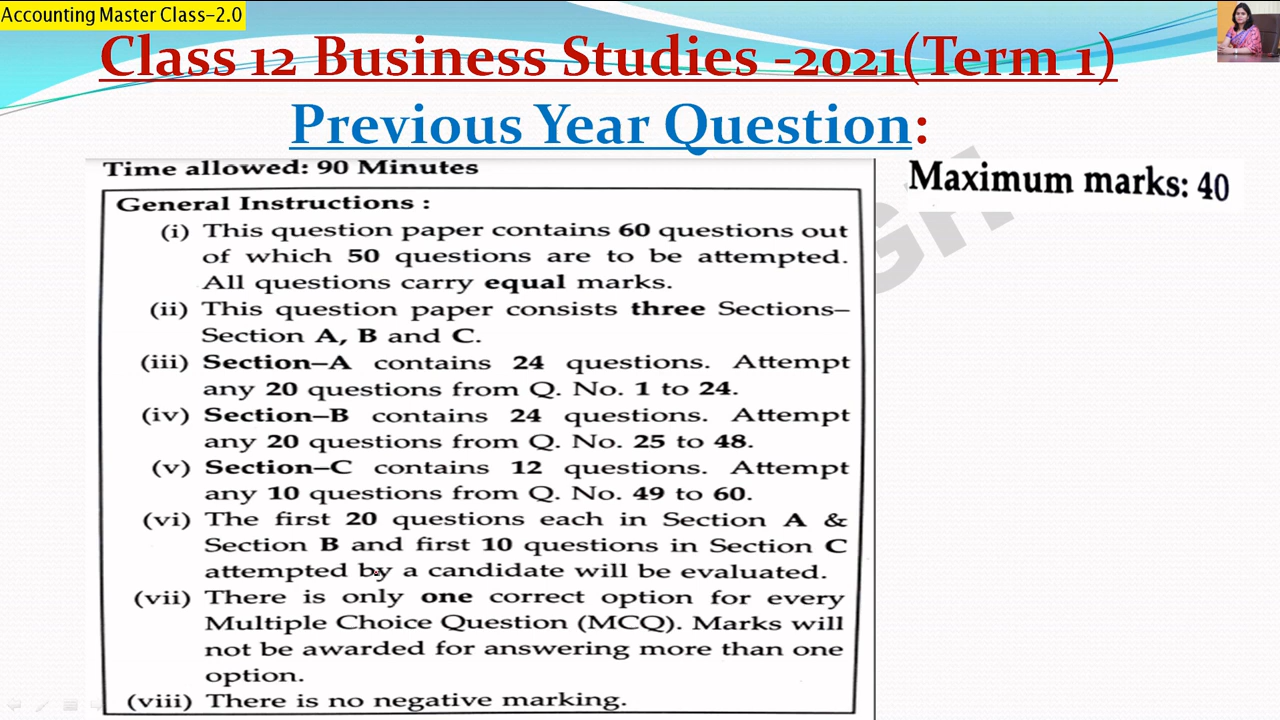 Accounting Master Class-2.0
Class 12 Business Studies -2021(Term 1)
Previous Year Question:
Time allowed: 90 Minutes
Maximum marks: 40
General Instructions :
(i) This question paper contains 60 questions out
of which 50 questions are to be attempted.
All questions carry equal marks.
(ii) This question paper consists three Sections–
Section A, B and C.
(iii) Section–A contains 24 questions. Attempt
any 20 questions from Q. No. 1 to 24.
(iv) Section–B contains 24 questions. Attempt
any 20 questions from Q. No. 25 to 48.
(v) Section–C contains 12 questions. Attempt
any 10 questions from Q. No. 49 to 60.
(vi) The first 20 questions each in Section A &
Section B and first 10 questions in Section C
attempted by a candidate will be evaluated.
(vii) There is only one correct option for every
Multiple Choice Question (MCQ). Marks will
not be awarded for answering more than one
option.
(viii) There is no negative marking.